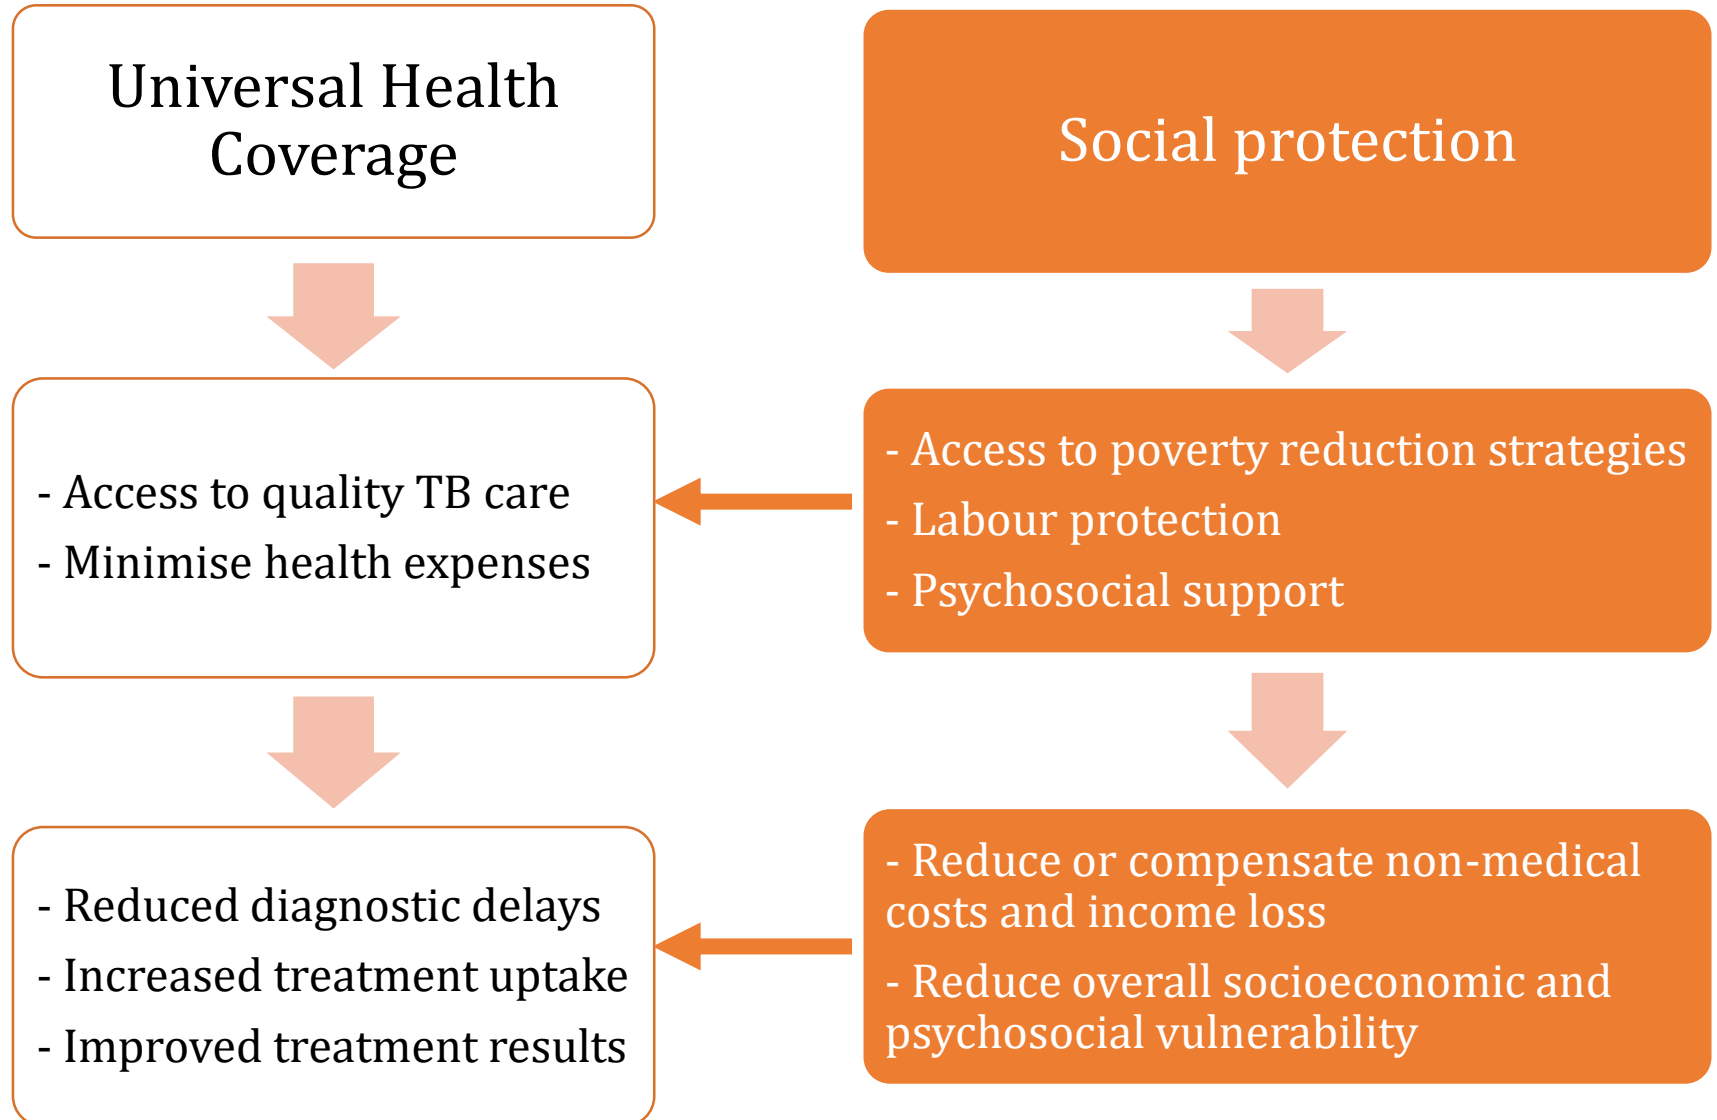 Universal Health
Coverage
Social protection
- Access to quality TB care
- Minimise health expenses
- Access to poverty reduction strategies
- Labour protection
- Psychosocial support
- Reduced diagnostic delays
- Increased treatment uptake
- Improved treatment results
- Reduce or compensate non-medical
costs and income loss
- Reduce overall socioeconomic and
psychosocial vulnerability